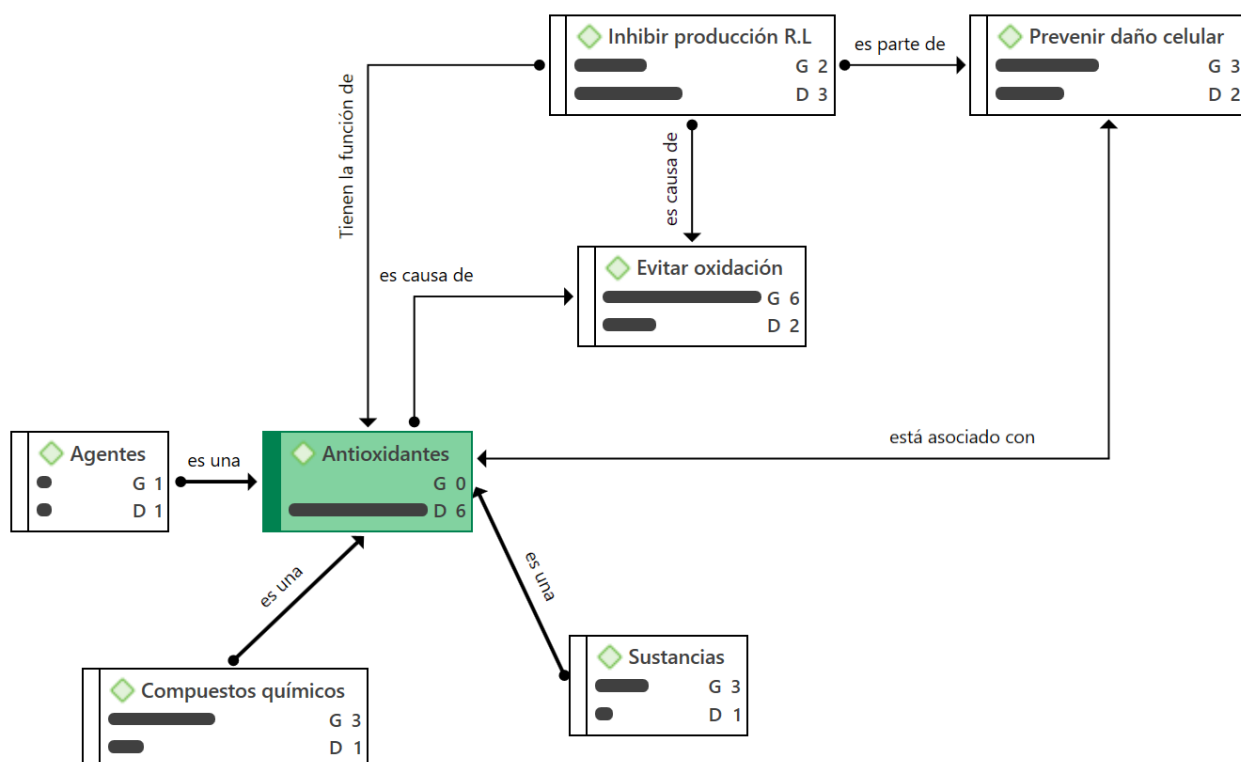 Inhibir producción R.L
G 2
D 3
es parte de
Prevenir daño celular
G 3
D 2
Tienen la función de
es causa de
es causa de
Evitar oxidación
G 6
D 2
Agentes
G 1
D 1
es una
Antioxidantes
G 0
D 6
está asociado con
es una
es una
Compuestos químicos
G 3
D 1
Sustancias
G 3
D 1